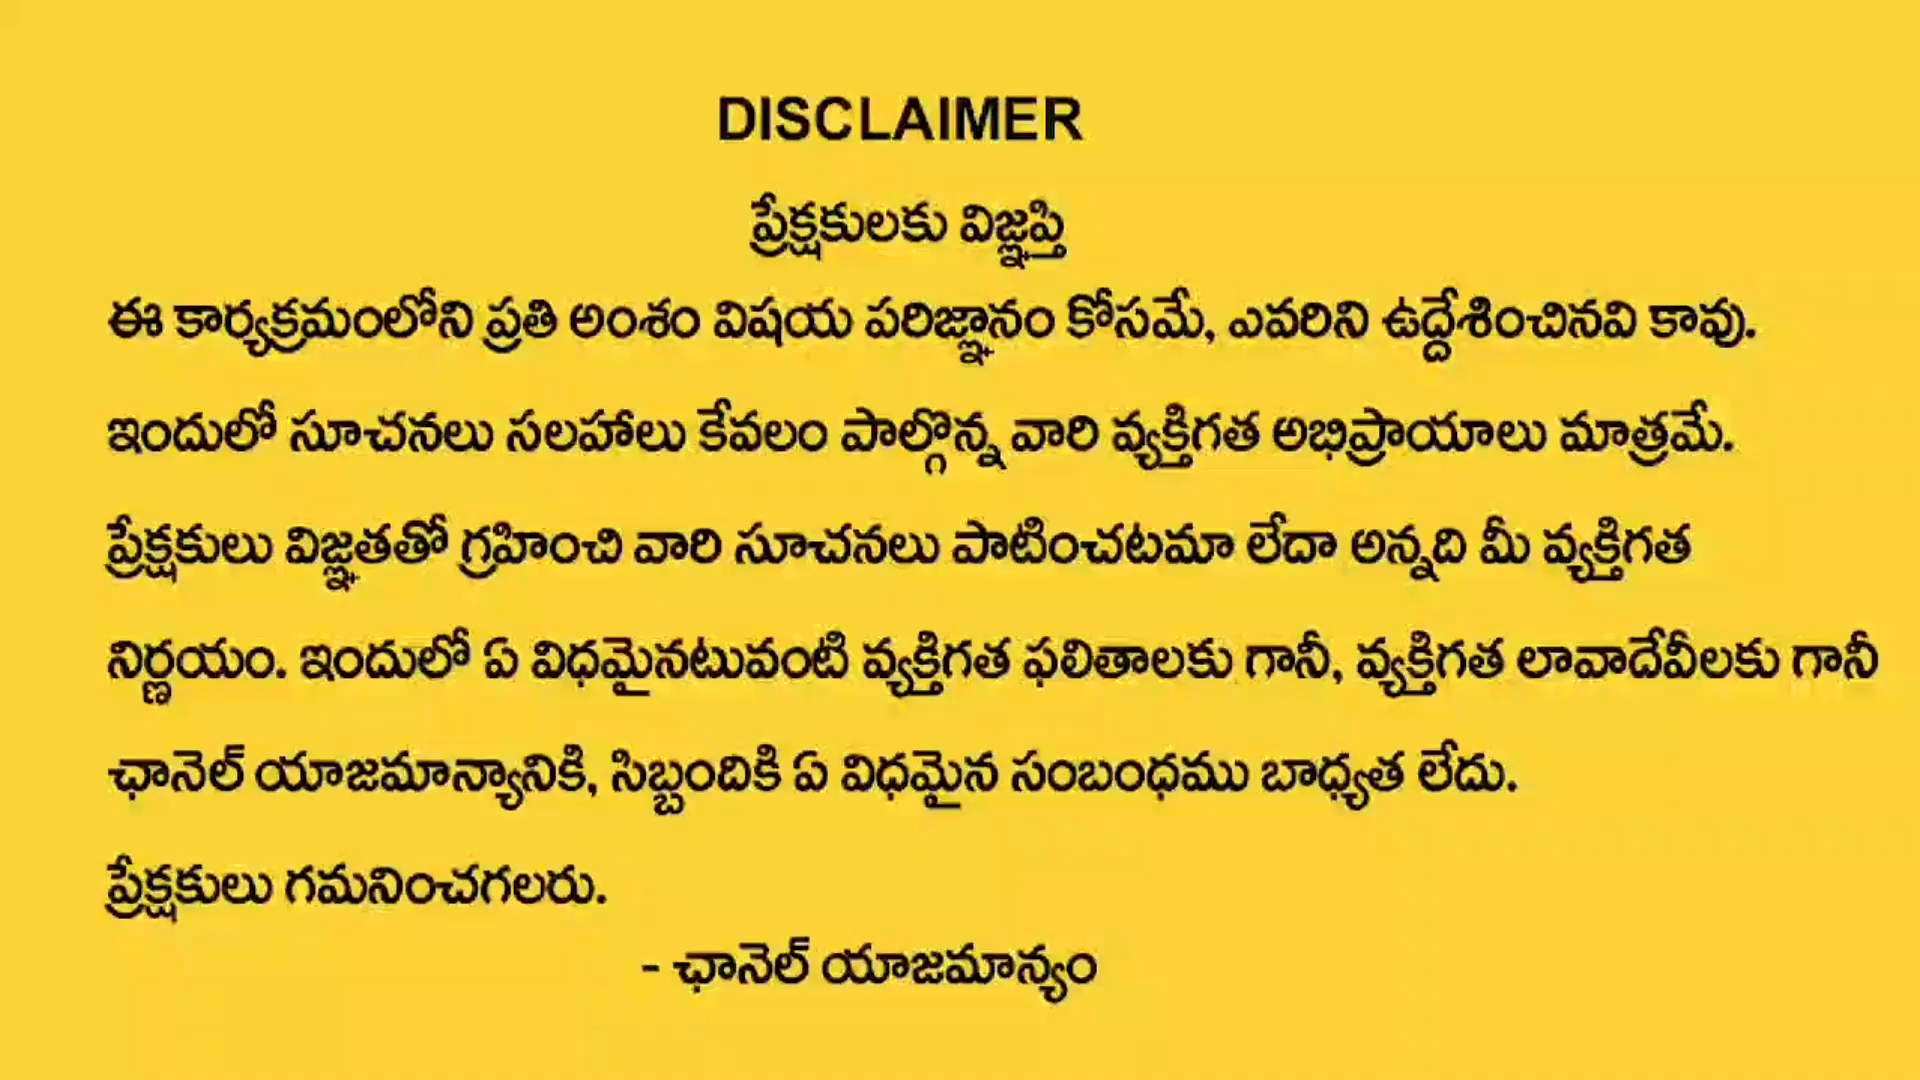 DISCLAIMER
ప్రేక్షకులకు విజ్ఞప్తి
ఈ కార్యక్రమంలోని ప్రతి అంశం విషయ పరిజ్ఞానం కోసమే, ఎవరిని ఉద్దేశించినవి కావు.
ఇందులో సూచనలు సలహాలు కేవలం పాల్గొన్న వారి వ్యక్తిగత అభిప్రాయాలు మాత్రమే.
ప్రేక్షకులు విజ్ఞతతో గ్రహించి వారి సూచనలు పాటించటమా లేదా అన్నది మీ వ్యక్తిగత
నిర్ణయం. ఇందులో ఏ విధమైనటువంటి వ్యక్తిగత ఫలితాలకు గానీ, వ్యక్తిగత లావాదేవీలకు గానీ
ఛానెల్ యాజమాన్యానికి, సిబ్బందికి ఏ విధమైన సంబంధము బాధ్యత లేదు.
ప్రేక్షకులు గమనించగలరు.
- ఛానెల్ యాజమాన్యం